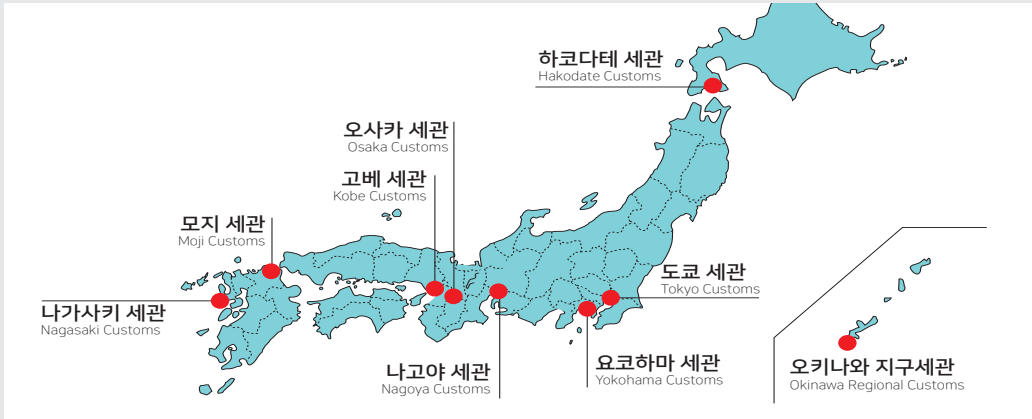 하코다테 세관
Hakodate Customs
오사카 세관
Osaka Customs
고베 세관
Kobe Customs
모지 세관
Moji Customs
도쿄 세관
Tokyo Customs
나가사키 세관
Nagasaki Customs
나고야 세관
Nagoya Customs
요코하마 세관
Yokohama Customs
오키나와 지구세관
Okinawa Regional Customs